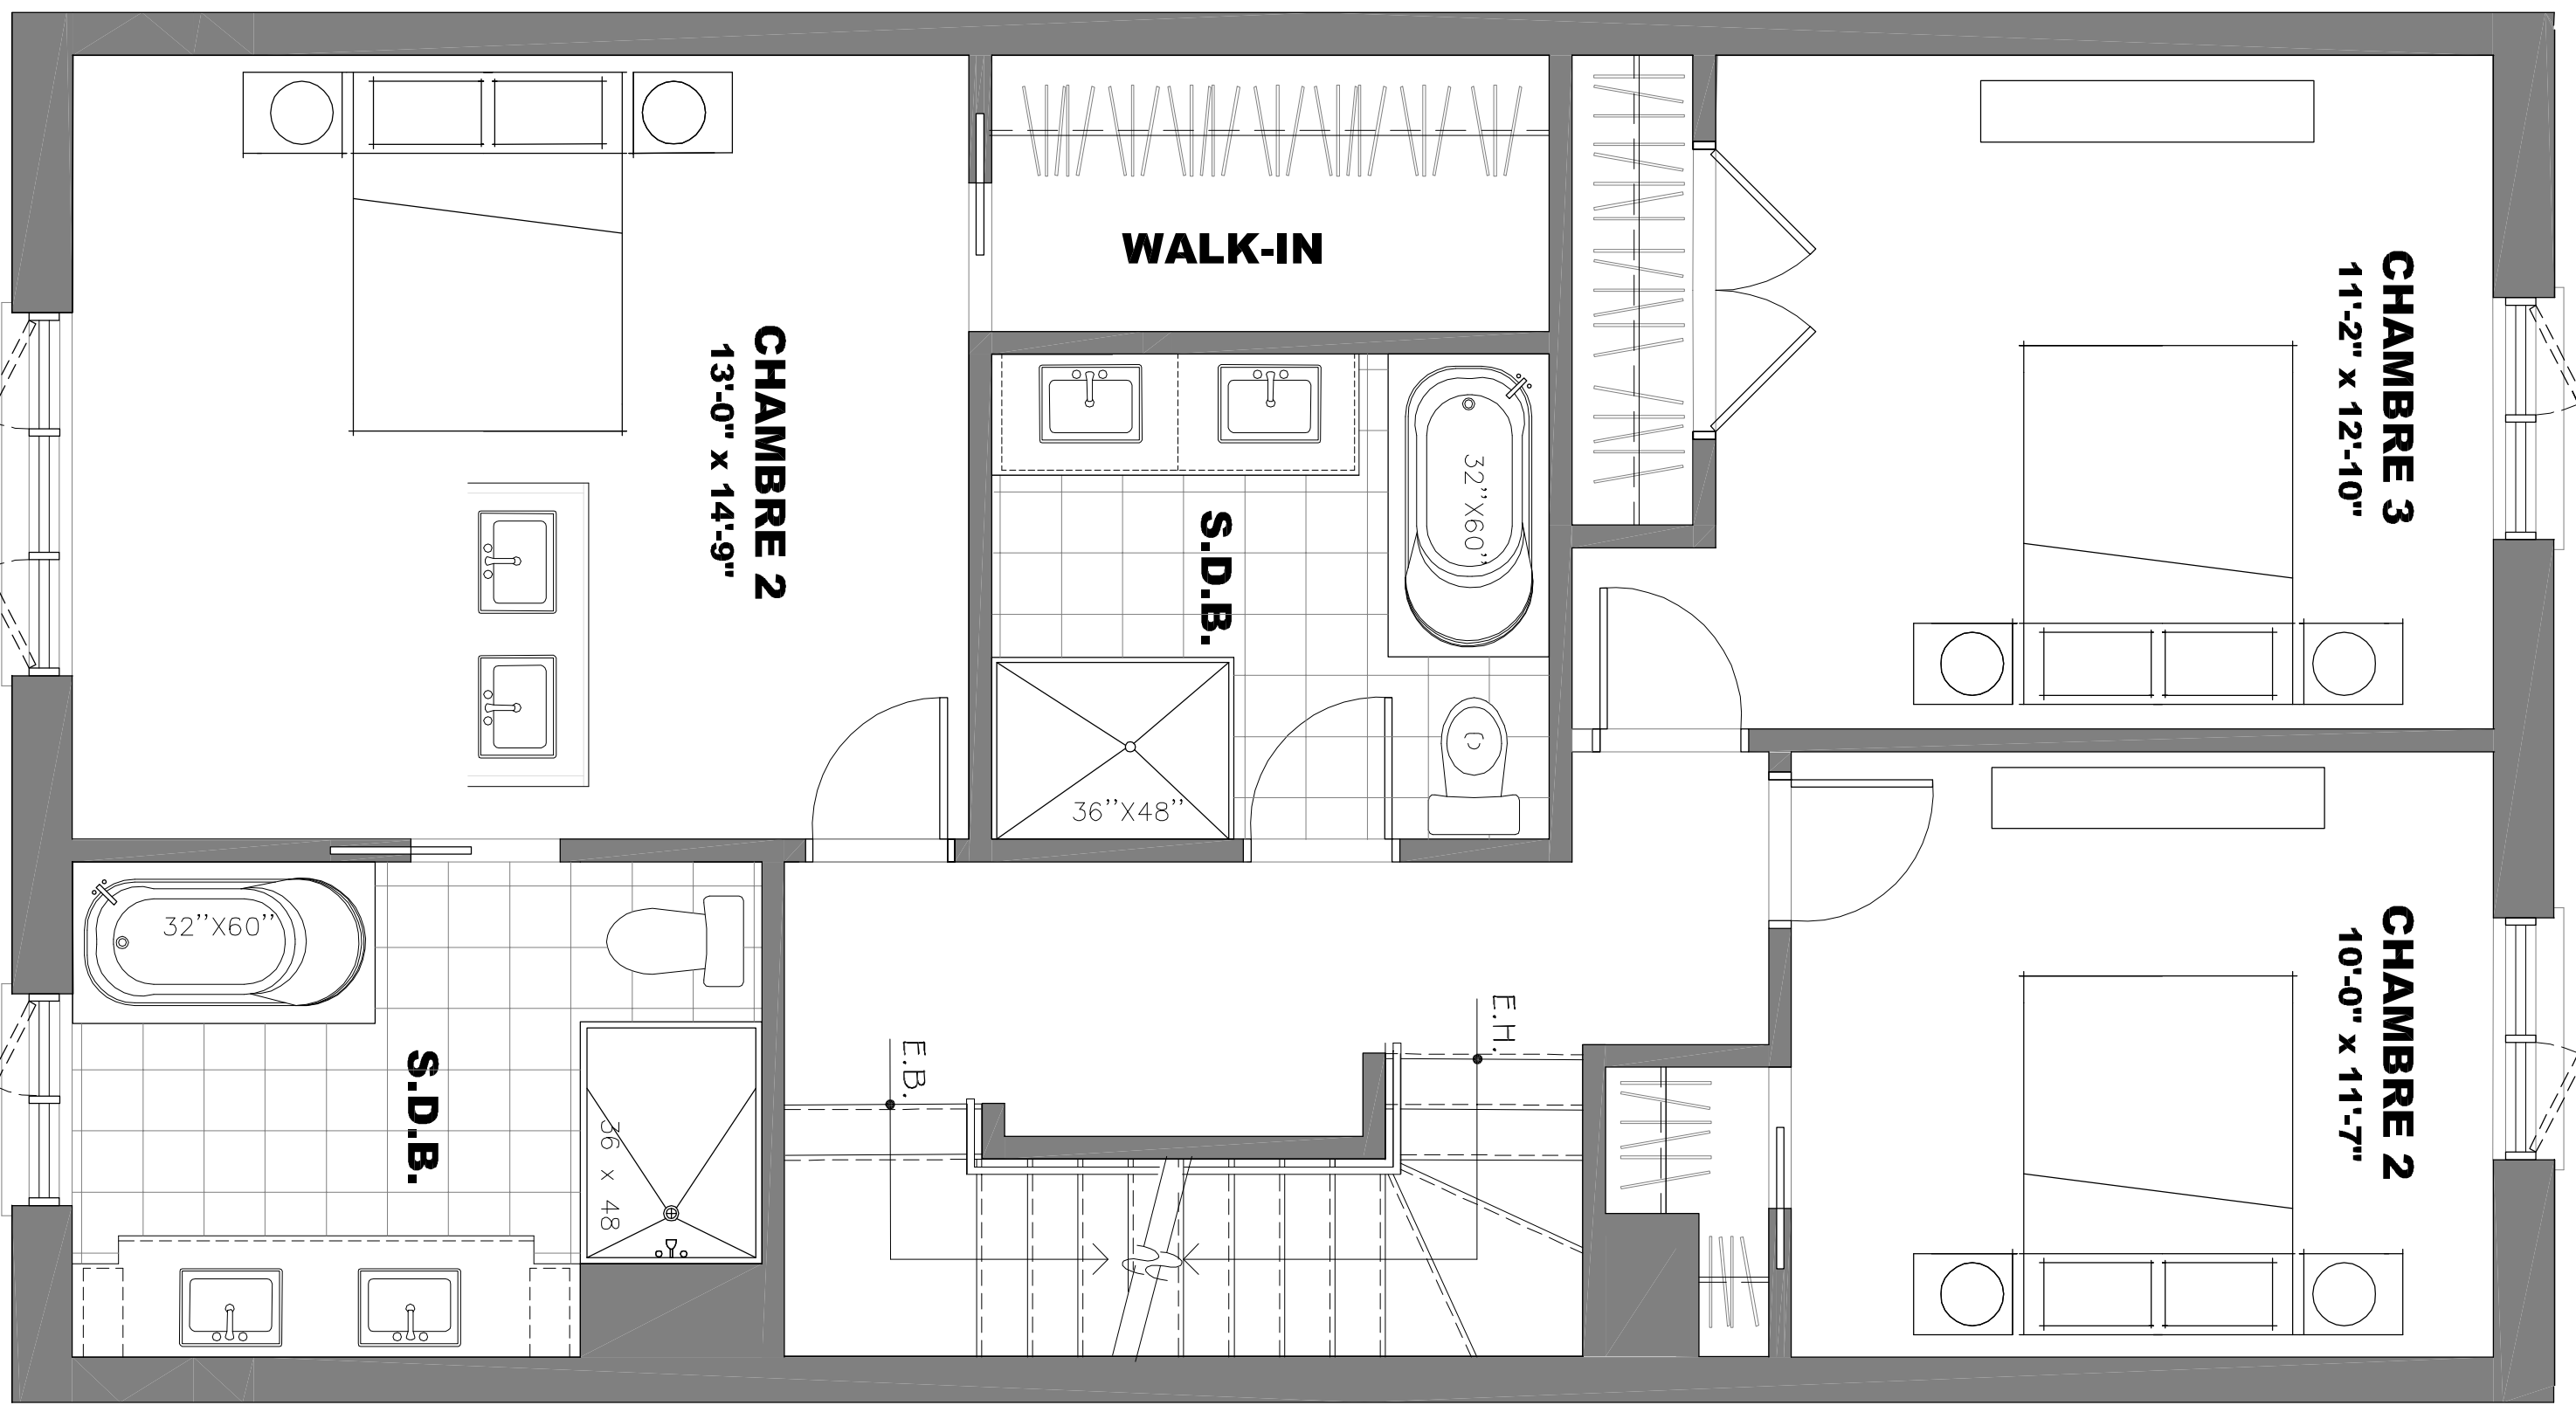 WALK-IN
CHAMBRE 2
13'-0" x 14'-9"
S.D.B.
32''X60''
36''X48''
CHAMBRE 3
11'-2" x 12'-10"
CHAMBRE 2
10'-0" x 11'-7"
32''X60''
S.D.B.
36 x 48
E.B.
E.H.